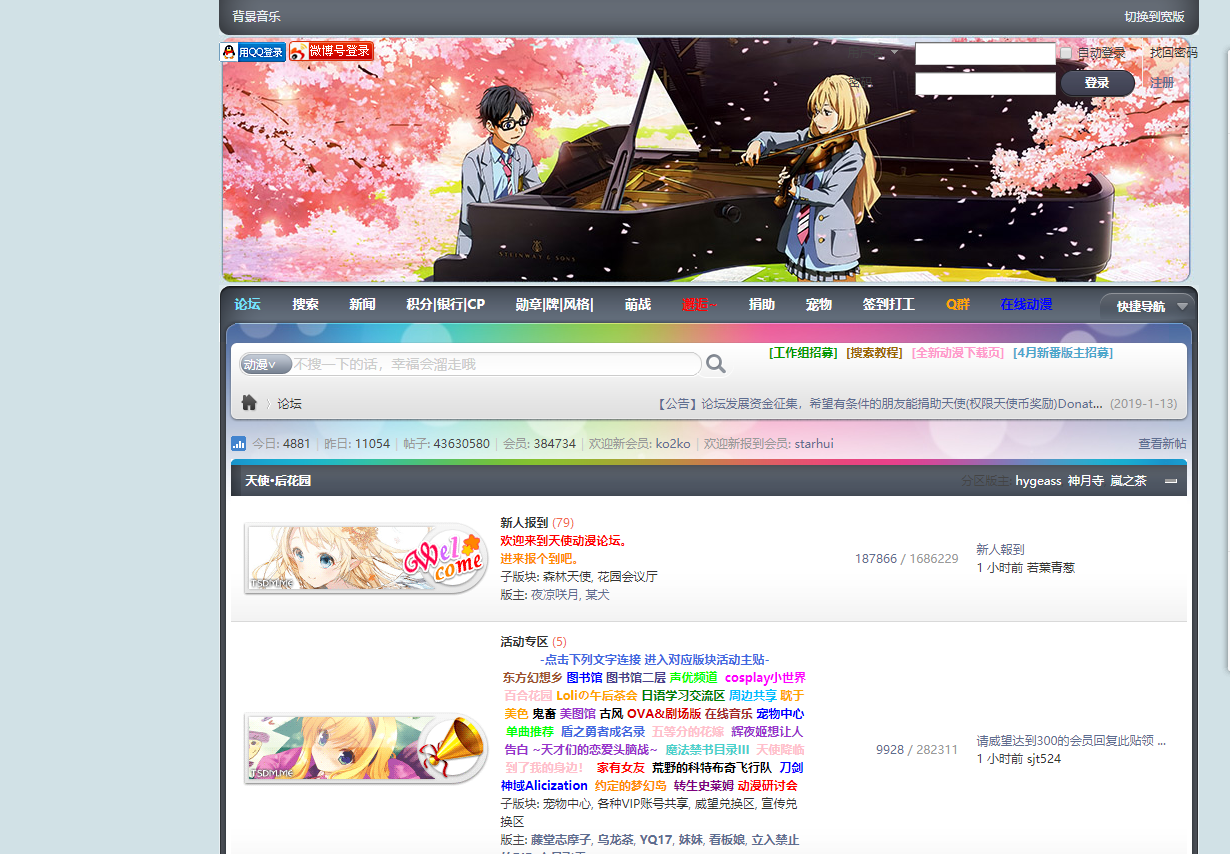 背景音乐 切换到宽版
用QQ登录 微博号登录 自动登录 找回密码
密码 登录 注册
STEINWAY & SONS
论坛 搜索 新闻 积分|银行|CP 勋章|牌|风格| 萌战 邂逅… 捐助 宠物 签到打工 Q群 在线动漫 快捷导航
动漫∨ 不搜一下的话，幸福会溜走哦 [工作组招募] [搜索教程] [全新动漫下载页] [4月新番版主招募]
论坛 【公告】论坛发展资金征集，希望有条件的朋友能捐助天使(权限天使币奖励)Donat... (2019-1-13)
今日: 4881 | 昨日: 11054 | 帖子: 43630580 | 会员: 384734 | 欢迎新会员: ko2ko | 欢迎新报到会员: starhui 查看新帖
天使•后花园 分区版主: hygeass 神月寺 嵐之茶
新人报到 (79)
欢迎来到天使动漫论坛。
进来报个到吧。
子版块: 森林天使, 花园会议厅
版主: 夜凉咲月, 某犬
Wel come
TSDM.ME
187866 / 1686229
新人報到
1 小时前 若葉青葱
活动专区 (5)
-点击下列文字连接 进入对应版块活动主贴-
东方幻想乡 图书馆 图书馆二层 声优频道 cosplay小世界
百合花园 Loliの午后茶会 日语学习交流区 周边共享 耽于
美色 鬼畜 美图馆 古风 OVA&剧场版 在线音乐 宠物中心
单曲推荐 盾之勇者成名录 五等分的花嫁 辉夜姬想让人
告白 ~天才们的恋爱头脑战~ 魔法禁书目录III 天使降临
到了我的身边! 家有女友 荒野的科特布奇飞行队 刀剑
神域Alicization 约定的梦幻岛 转生史莱姆 动漫研讨会
子版块: 宠物中心, 各种VIP账号共享, 威望兑换区, 宣传兑
换区
版主: 藤堂志摩子, 乌龙茶, YQ17, 妹妹, 看板娘, 立入禁止
TSDM.ME
9928 / 282311
请威望达到300的会员回复此贴领 ...
1 小时前 sjt524